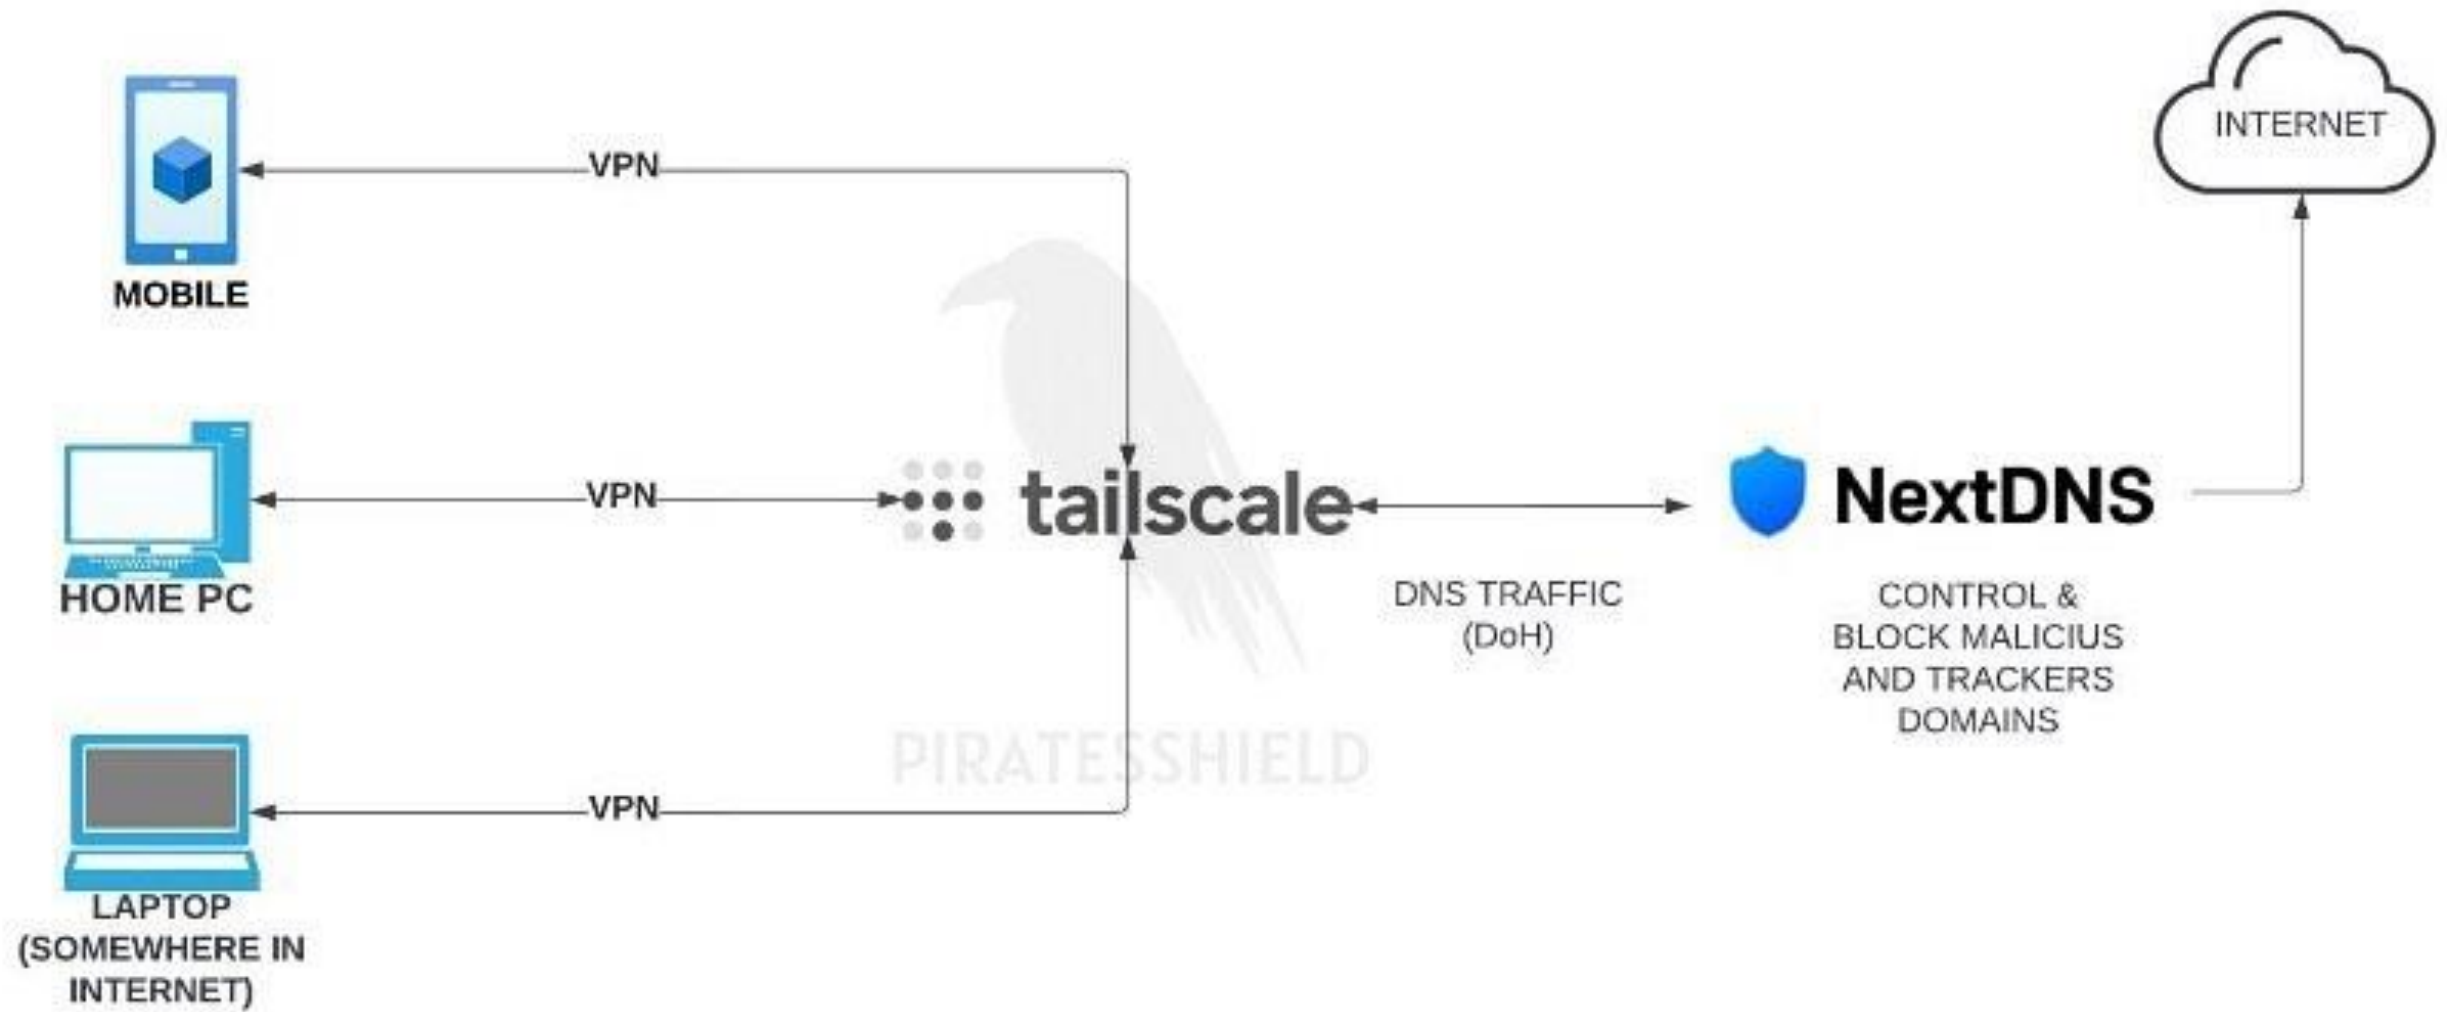 INTERNET
VPN
MOBILE
VPN
tailscale
NextDNS
HOME PC
DNS TRAFFIC
(DoH)
CONTROL &
BLOCK MALICIUS
AND TRACKERS
DOMAINS
PIRATESSHIELD
VPN
LAPTOP
(SOMEWHERE IN
INTERNET)